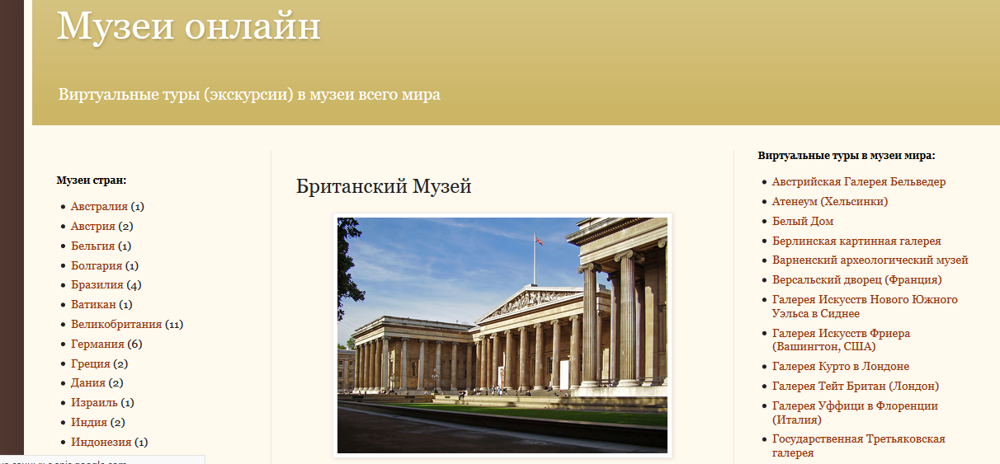 Музеи онлайн
Виртуальные туры (экскурсии) в музеи всего мира
Музеи стран:
Австралия (1)
Австрия (2)
Бельгия (1)
Болгария (1)
Бразилия (4)
Ватикан (1)
Великобритания (11)
Германия (6)
Греция (2)
Дания (2)
Израиль (1)
Индия (2)
Индонезия (1)
Британский Музей
Виртуальные туры в музеи мира:
Австрийская Галерея Бельведер
Атенеум (Хельсинки)
Белый Дом
Берлинская картинная галерея
Варненский археологический музей
Версальский дворец (Франция)
Галерея Искусств Нового Южного
Уэльса в Сиднее
Галерея Искусств Фриера
(Вашингтон, США)
Галерея Курто в Лондоне
Галерея Тейт Британ (Лондон)
Галерея Уффици в Флоренции
(Италия)
Государственная Третьяковская
галерея